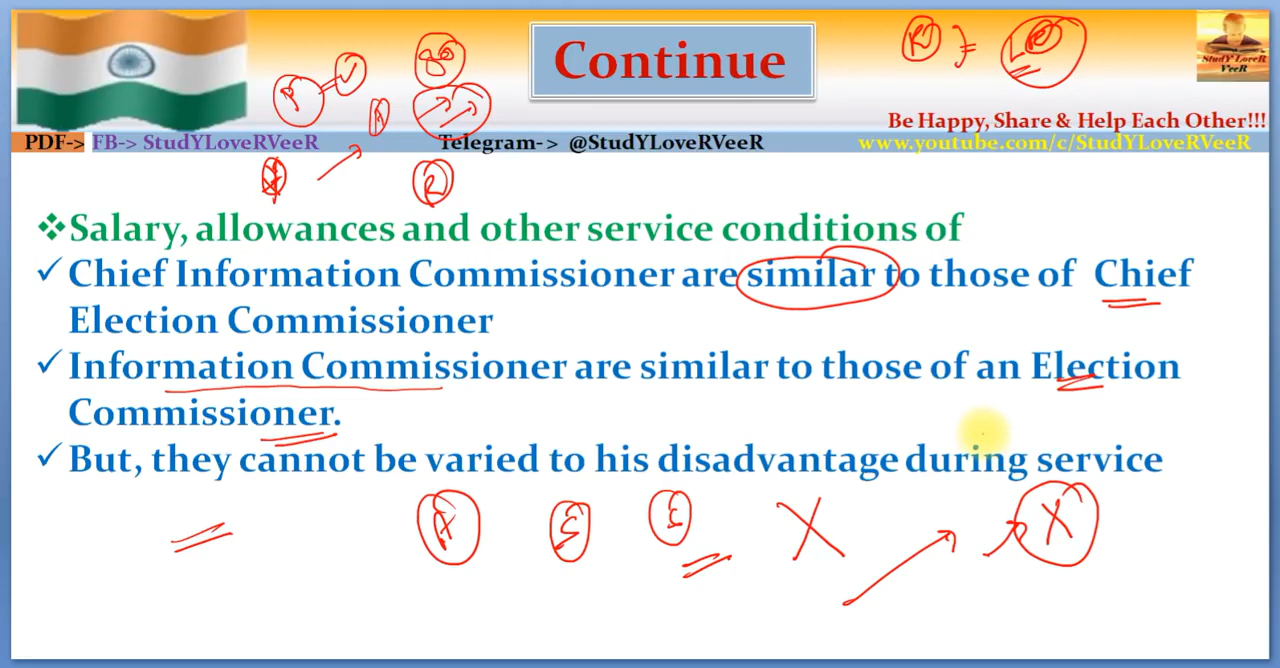 Continue
StudY LoveR
VeeR
Be Happy, Share & Help Each Other!!!
PDF-> FB-> StudYLoveRVeeR Telegram-> @StudYLoveRVeeR www.youtube.com/c/StudYLoveRVeeR
❖Salary, allowances and other service conditions of
✓ Chief Information Commissioner are similar to those of Chief
Election Commissioner
✓ Information Commissioner are similar to those of an Election
Commissioner.
✓ But, they cannot be varied to his disadvantage during service